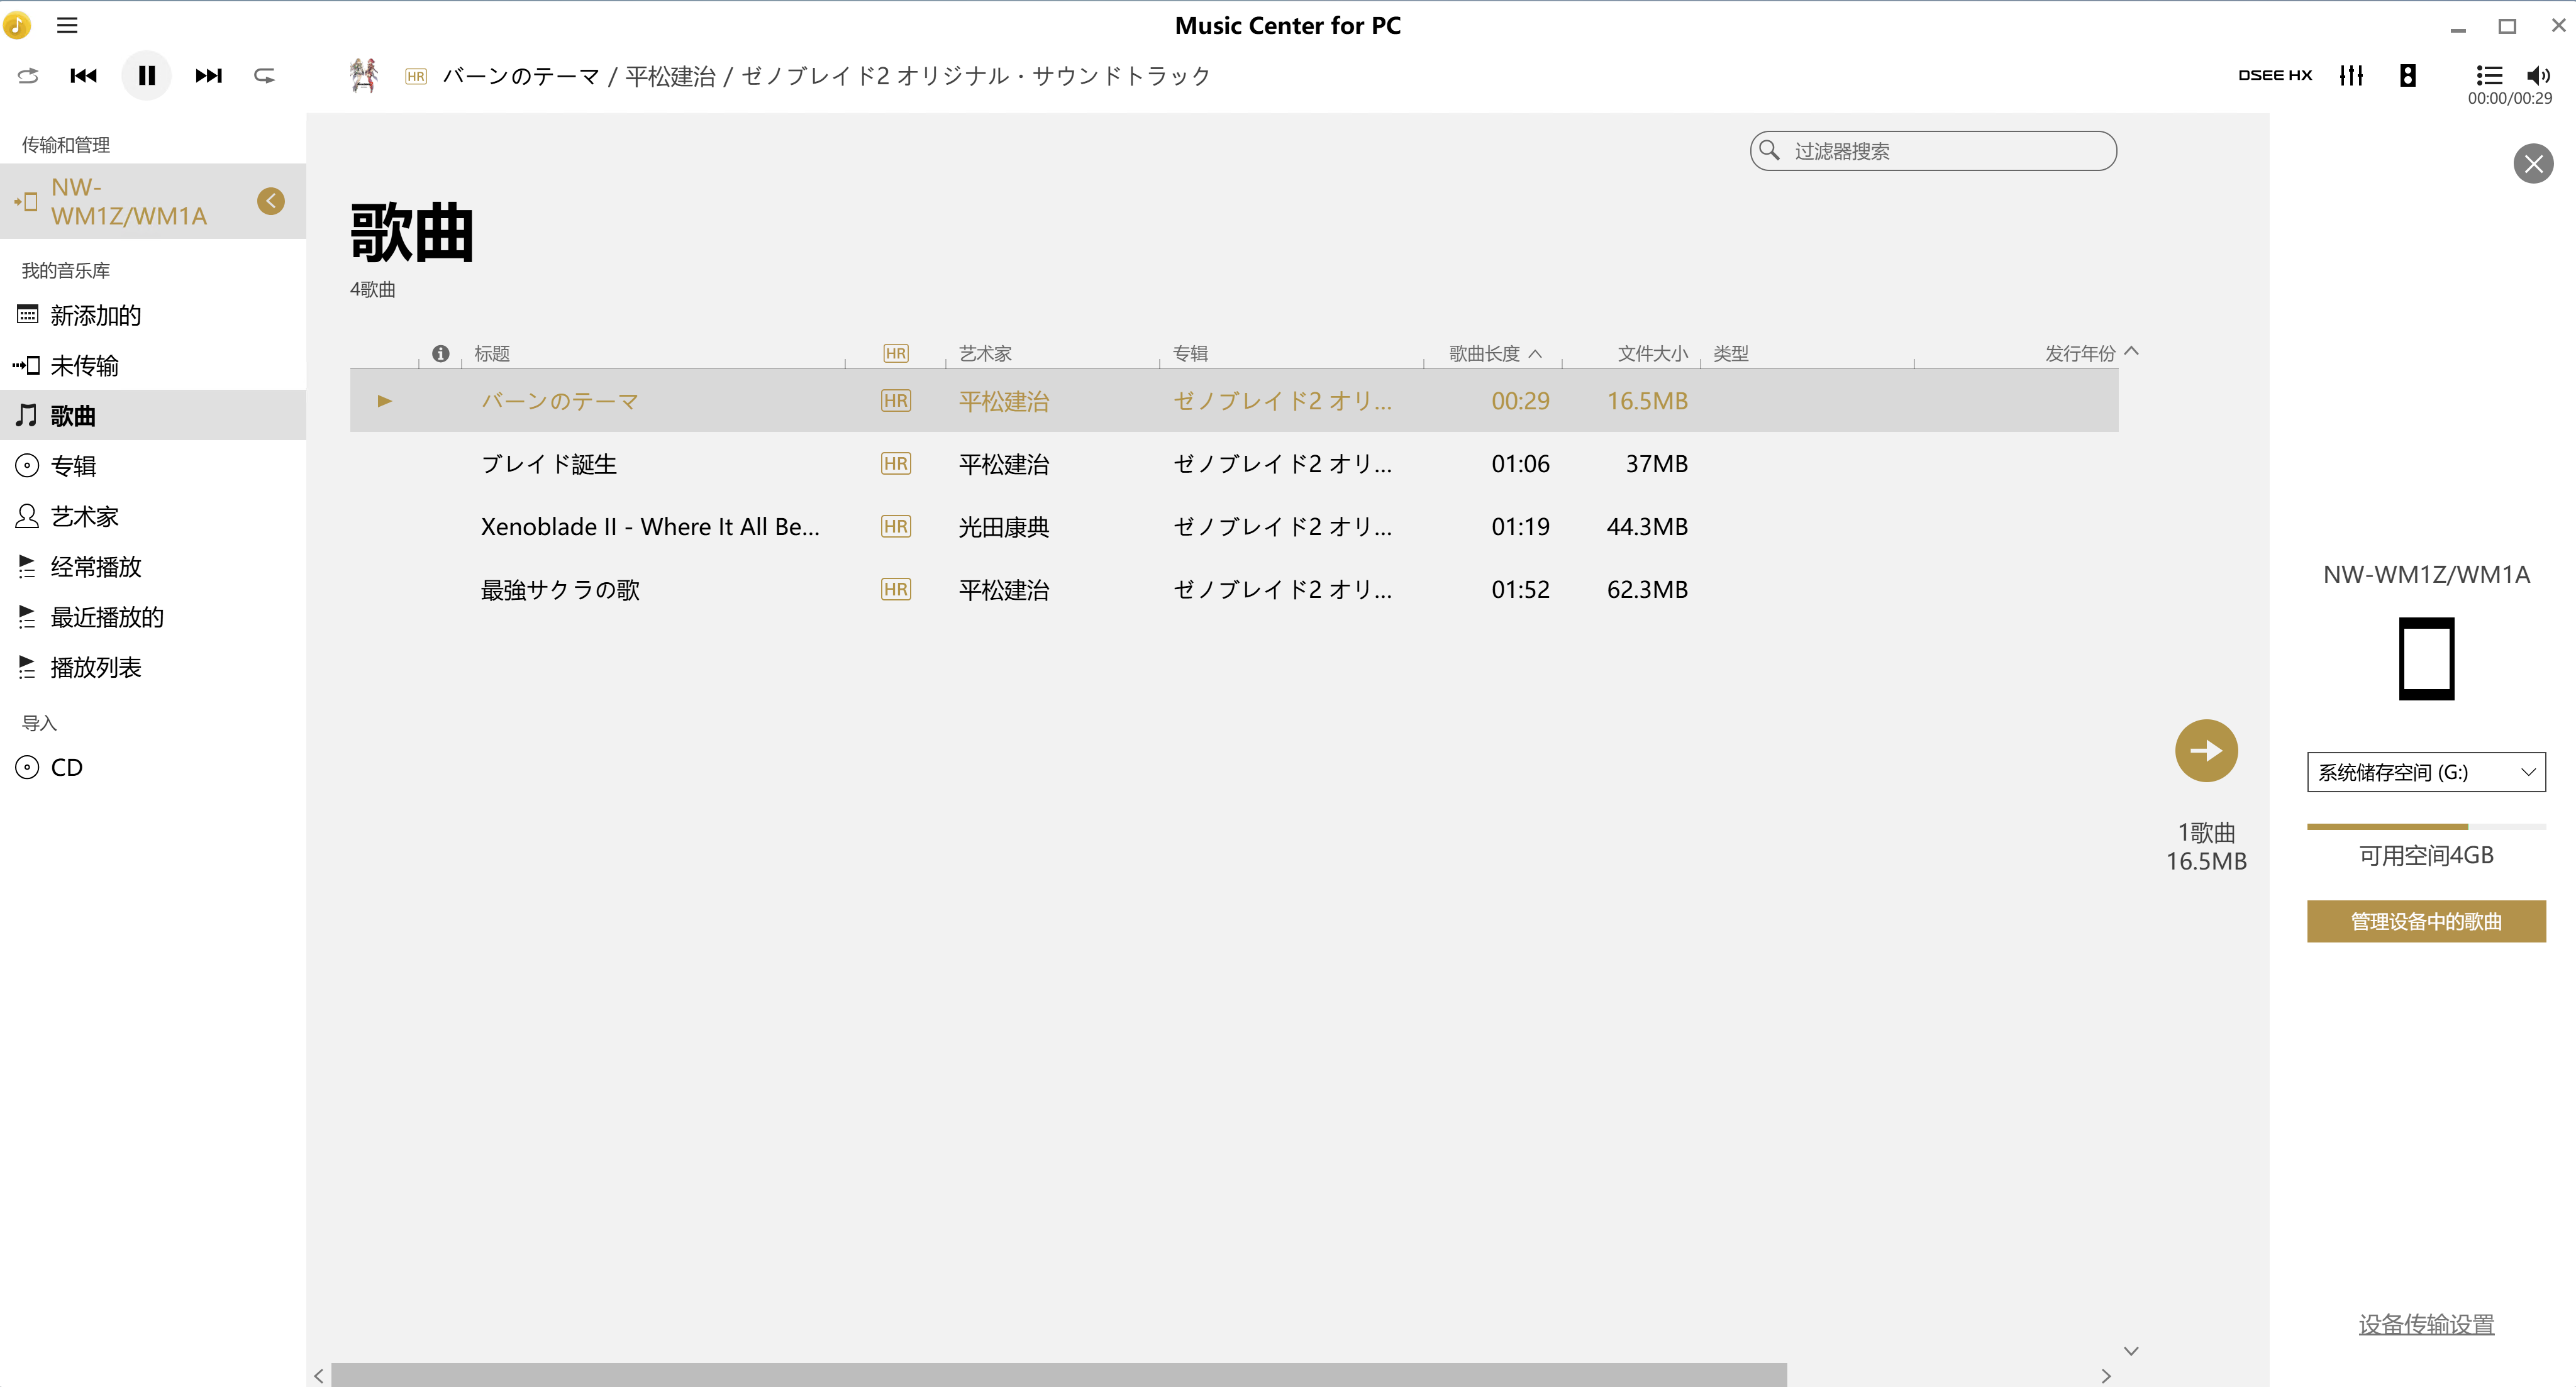 Music Center for PC
HR バーンのテーマ / 平松建治 / ゼノブレイド2 オリジナル・サウンドトラック
DSEE HX
00:00/00:29
传输和管理
NW-
WM1Z/WM1A
我的音乐库
新添加的
未传输
歌曲
专辑
艺术家
经常播放
最近播放的
播放列表
导入
CD
过滤器搜索
歌曲
4歌曲
标题 HR 艺术家 专辑 歌曲长度 文件大小 类型 发行年份
バーンのテーマ HR 平松建治 ゼノブレイド2 オリ... 00:29 16.5MB
ブレイド誕生 HR 平松建治 ゼノブレイド2 オリ... 01:06 37MB
Xenoblade II - Where It All Be... HR 光田康典 ゼノブレイド2 オリ... 01:19 44.3MB
最強サクラの歌 HR 平松建治 ゼノブレイド2 オリ... 01:52 62.3MB
1歌曲
16.5MB
NW-WM1Z/WM1A
系统储存空间 (G:)
可用空间4GB
管理设备中的歌曲
设备传输设置